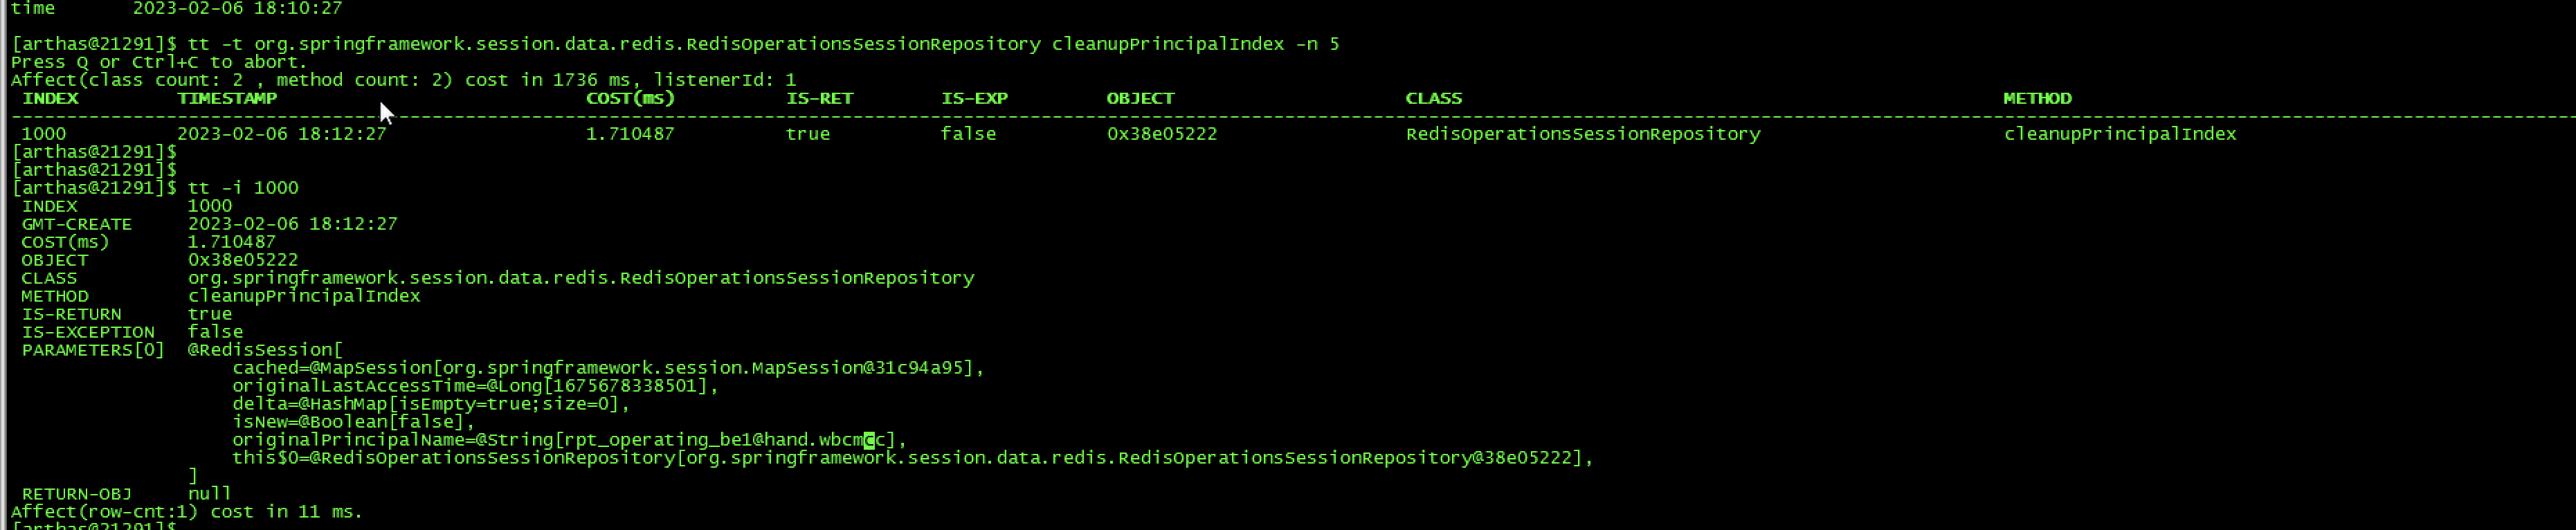 time 2023-02-06 18:10:27
[arthas@21291]$ tt -t org.springframework.session.data.redis.RedisOperationsSessionRepository cleanupPrincipalIndex -n 5
Press Q or Ctrl+C to abort.
Affect(class count: 2 , method count: 2) cost in 1736 ms, listenerId: 1
INDEX TIMESTAMP COST(ms) IS-RET IS-EXP OBJECT CLASS METHOD
1000 2023-02-06 18:12:27 1.710487 true false 0x38e05222 RedisOperationsSessionRepository cleanupPrincipalIndex
[arthas@21291]$
[arthas@21291]$
[arthas@21291]$ tt -i 1000
INDEX 1000
GMT-CREATE 2023-02-06 18:12:27
COST(ms) 1.710487
OBJECT 0x38e05222
CLASS org.springframework.session.data.redis.RedisOperationsSessionRepository
METHOD cleanupPrincipalIndex
IS-RETURN true
IS-EXCEPTION false
PARAMETERS[0] @RedisSession[
cached=@MapSession[org.springframework.session.MapSession@31c94a95],
originalLastAccessTime=@Long[1675678338501],
delta=@HashMap[isEmpty=true;size=0],
isNew=@Boolean[false],
originalPrincipalName=@String[rpt_operating_be1@hand.wbcmcc],
this$0=@RedisOperationsSessionRepository[org.springframework.session.data.redis.RedisOperationsSessionRepository@38e05222],
]
RETURN-OBJ null
Affect(row-cnt:1) cost in 11 ms.
[arthas@21291]$